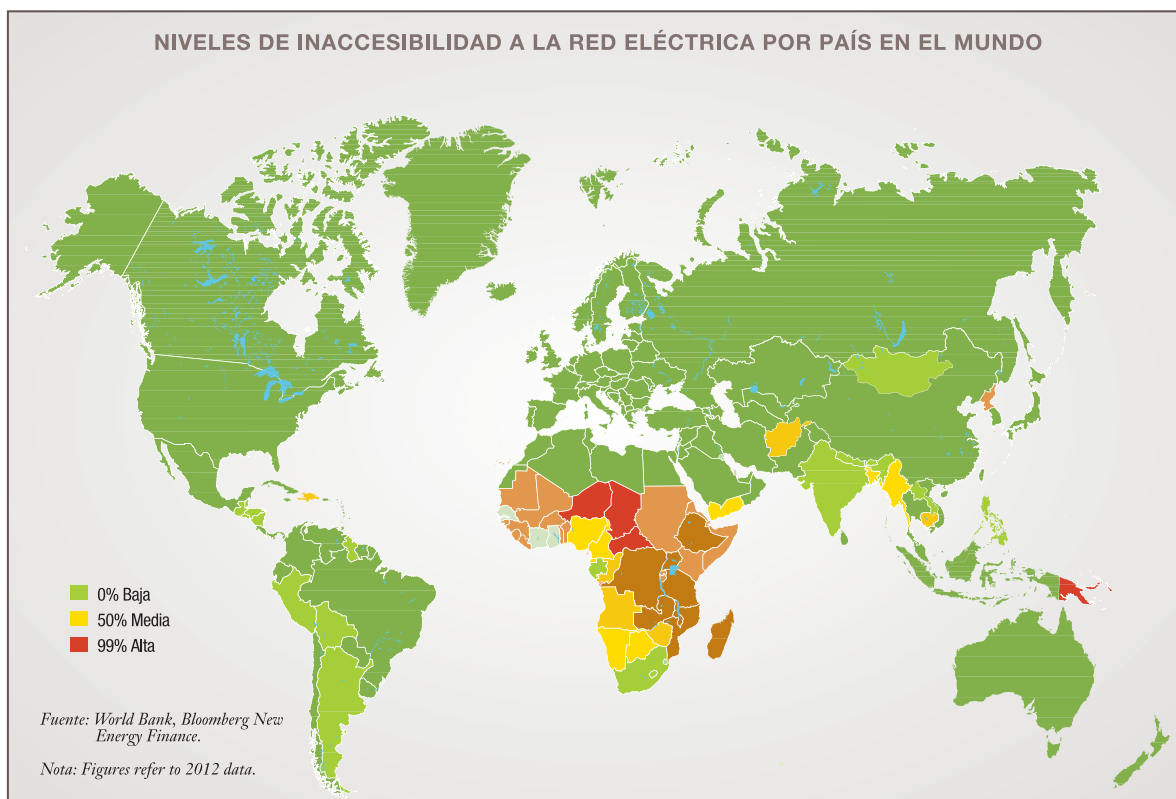 NIVELES DE INACCESIBILIDAD A LA RED ELÉCTRICA POR PAÍS EN EL MUNDO
0% Baja
50% Media
99% Alta
Fuente: World Bank, Bloomberg New
Energy Finance.
Nota: Figures refer to 2012 data.